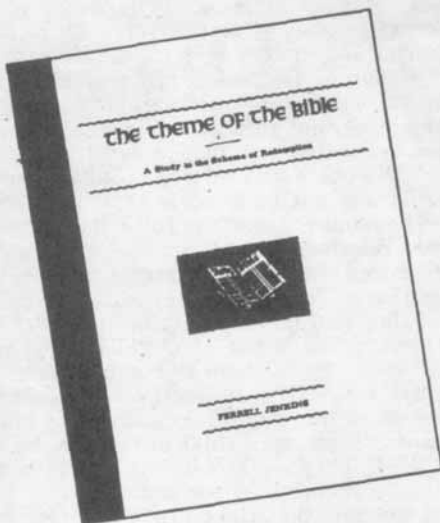 The Theme of the Bible
A Study in the Scheme of Redemption
FERRELL JENKINS